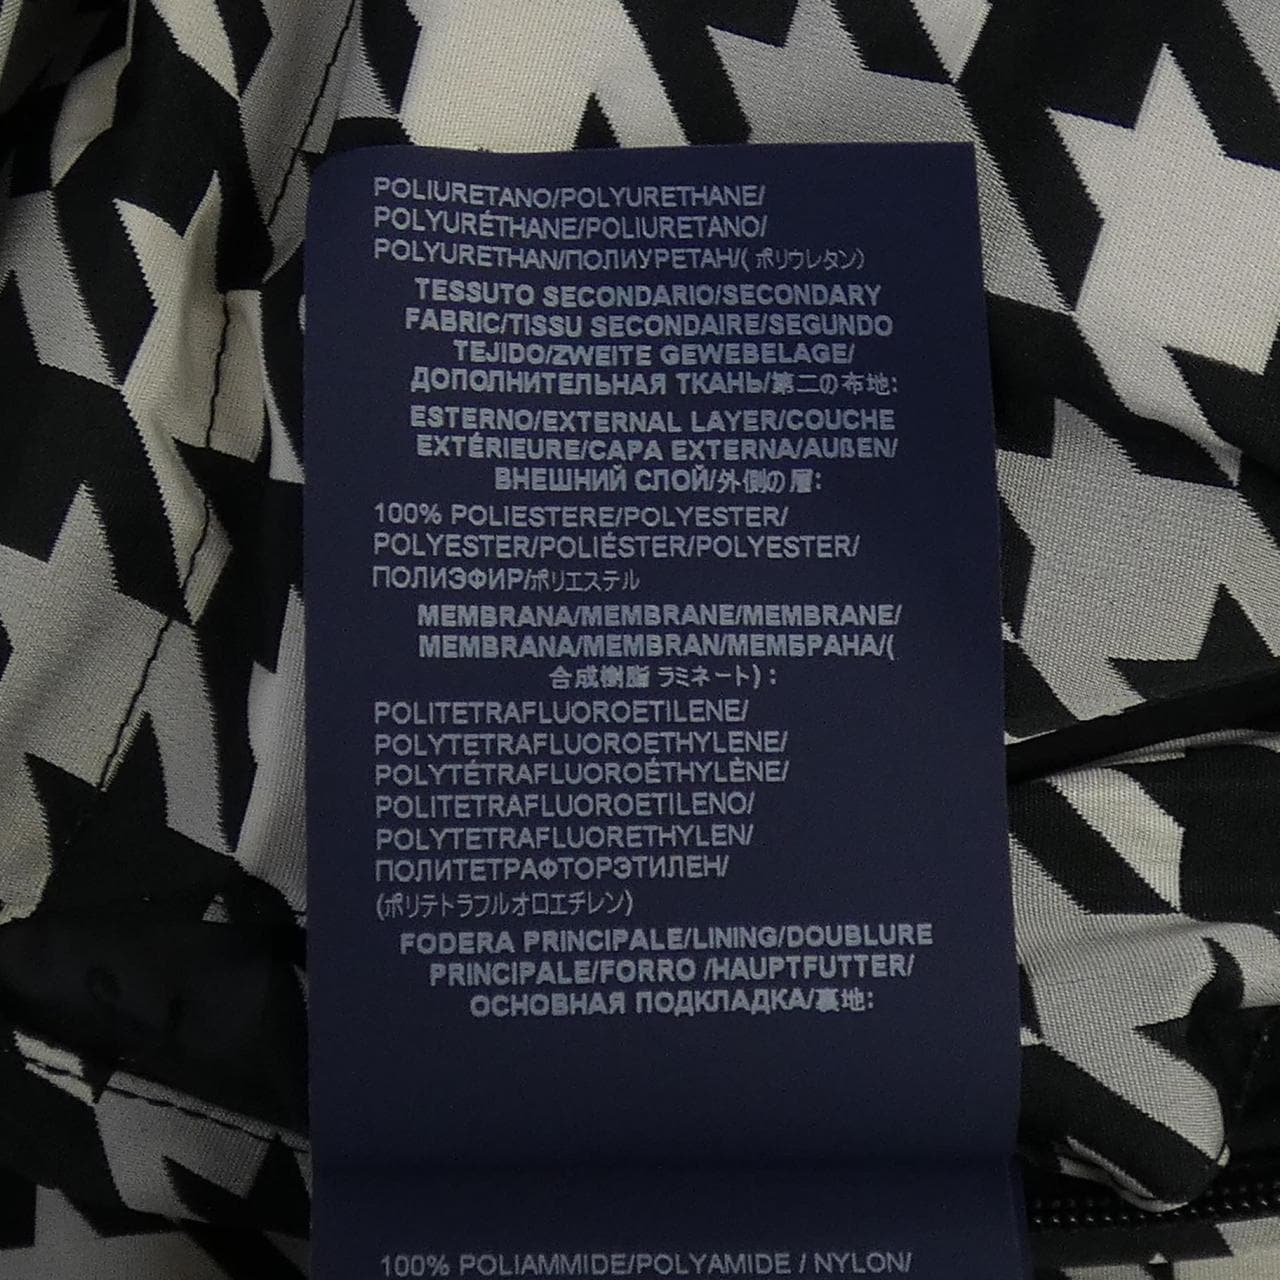 POLIURETANO/POLYURETHANE/
POLYURÉTHANE/POLIURETANO/
POLYURETHAN/ПОЛИУРЕТАН/( ポリウレタン)
TESSUTO SECONDARIO/SECONDARY
FABRIC/TISSU SECONDAIRE/SEGUNDO
TEJIDO/ZWEITE GEWEBELAGE/
ДОПОЛНИТЕЛЬНАЯ ТКАНЬ/第二の布地:
ESTERNO/EXTERNAL LAYER/COUCHE
EXTÉRIEURE/CAPA EXTERNA/AUßEN/
ВНЕШНИЙ СЛОЙ/外側の層:
100% POLIESTERE/POLYESTER/
POLYESTER/POLIÉSTER/POLYESTER/
ПОЛИЭФИР/ポリエステル
MEMBRANA/MEMBRANE/MEMBRANE/
MEMBRANA/MEMBRAN/МЕМБРАНА/(
合成樹脂 ラミネート) :
POLITETRAFLUOROETILENE/
POLYTETRAFLUOROETHYLENE/
POLYTÉTRAFLUOROÉTHYLÈNE/
POLITETRAFLUOROETILENO/
POLYTETRAFLUORETHYLEN/
ПОЛИТЕТРАФТОРЭТИЛЕН/
(ポリテトラフルオロエチレン)
FODERA PRINCIPALE/LINING/DOUBLURE
PRINCIPALE/FORRO /HAUPTFUTTER/
ОСНОВНАЯ ПОДКЛАДКА/裏地:
100% POLIAMMIDE/POLYAMIDE / NYLON/